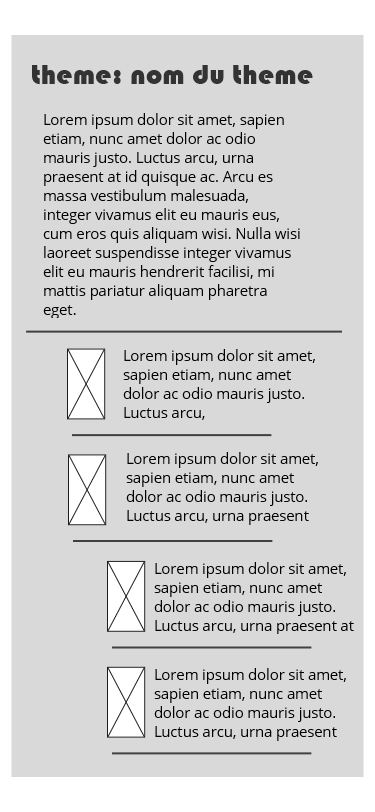 theme: nom du theme
Lorem ipsum dolor sit amet, sapien
etiam, nunc amet dolor ac odio
mauris justo. Luctus arcu, urna
praesent at id quisque ac. Arcu es
massa vestibulum malesuada,
integer vivamus elit eu mauris eus,
cum eros quis aliquam wisi. Nulla wisi
laoreet suspendisse integer vivamus
elit eu mauris hendrerit facilisi, mi
mattis pariatur aliquam pharetra
eget.
Lorem ipsum dolor sit amet,
sapien etiam, nunc amet
dolor ac odio mauris justo.
Luctus arcu,
Lorem ipsum dolor sit amet,
sapien etiam, nunc amet
dolor ac odio mauris justo.
Luctus arcu, urna praesent
Lorem ipsum dolor sit amet,
sapien etiam, nunc amet
dolor ac odio mauris justo.
Luctus arcu, urna praesent at
Lorem ipsum dolor sit amet,
sapien etiam, nunc amet
dolor ac odio mauris justo.
Luctus arcu, urna praesent